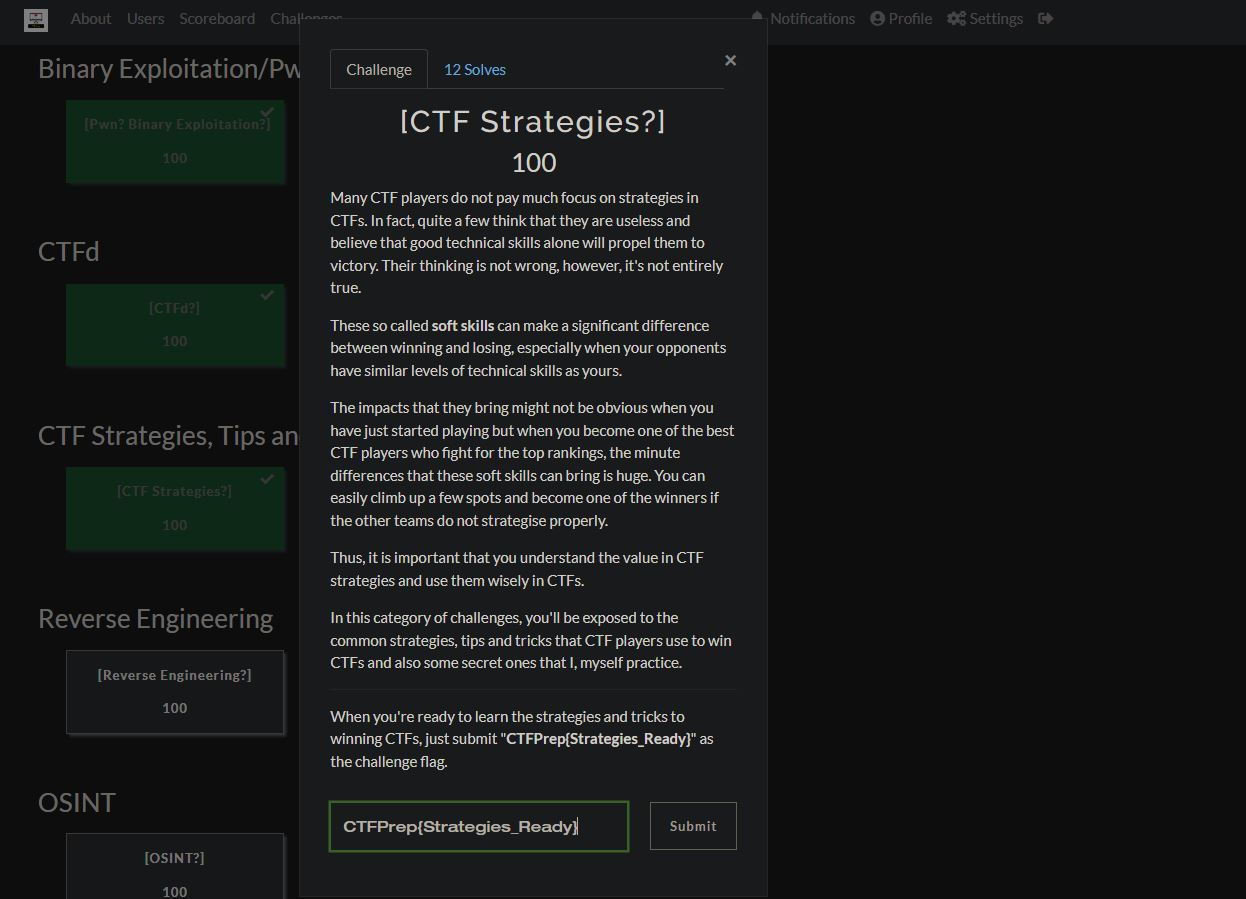 About Users Scoreboard Challenges Notifications Profile Settings
Binary Exploitation/Pw
[Pwn? Binary Exploitation?]
100
CTFd
[CTFd?]
100
CTF Strategies, Tips an
[CTF Strategies?]
100
Reverse Engineering
[Reverse Engineering?]
100
OSINT
[OSINT?]
100
Challenge 12 Solves ×
[CTF Strategies?]
100
Many CTF players do not pay much focus on strategies in
CTFs. In fact, quite a few think that they are useless and
believe that good technical skills alone will propel them to
victory. Their thinking is not wrong, however, it's not entirely
true.
These so called soft skills can make a significant difference
between winning and losing, especially when your opponents
have similar levels of technical skills as yours.
The impacts that they bring might not be obvious when you
have just started playing but when you become one of the best
CTF players who fight for the top rankings, the minute
differences that these soft skills can bring is huge. You can
easily climb up a few spots and become one of the winners if
the other teams do not strategise properly.
Thus, it is important that you understand the value in CTF
strategies and use them wisely in CTFs.
In this category of challenges, you'll be exposed to the
common strategies, tips and tricks that CTF players use to win
CTFs and also some secret ones that I, myself practice.
When you're ready to learn the strategies and tricks to
winning CTFs, just submit "CTFPrep{Strategies_Ready}" as
the challenge flag.
CTFPrep{Strategies_Ready} Submit